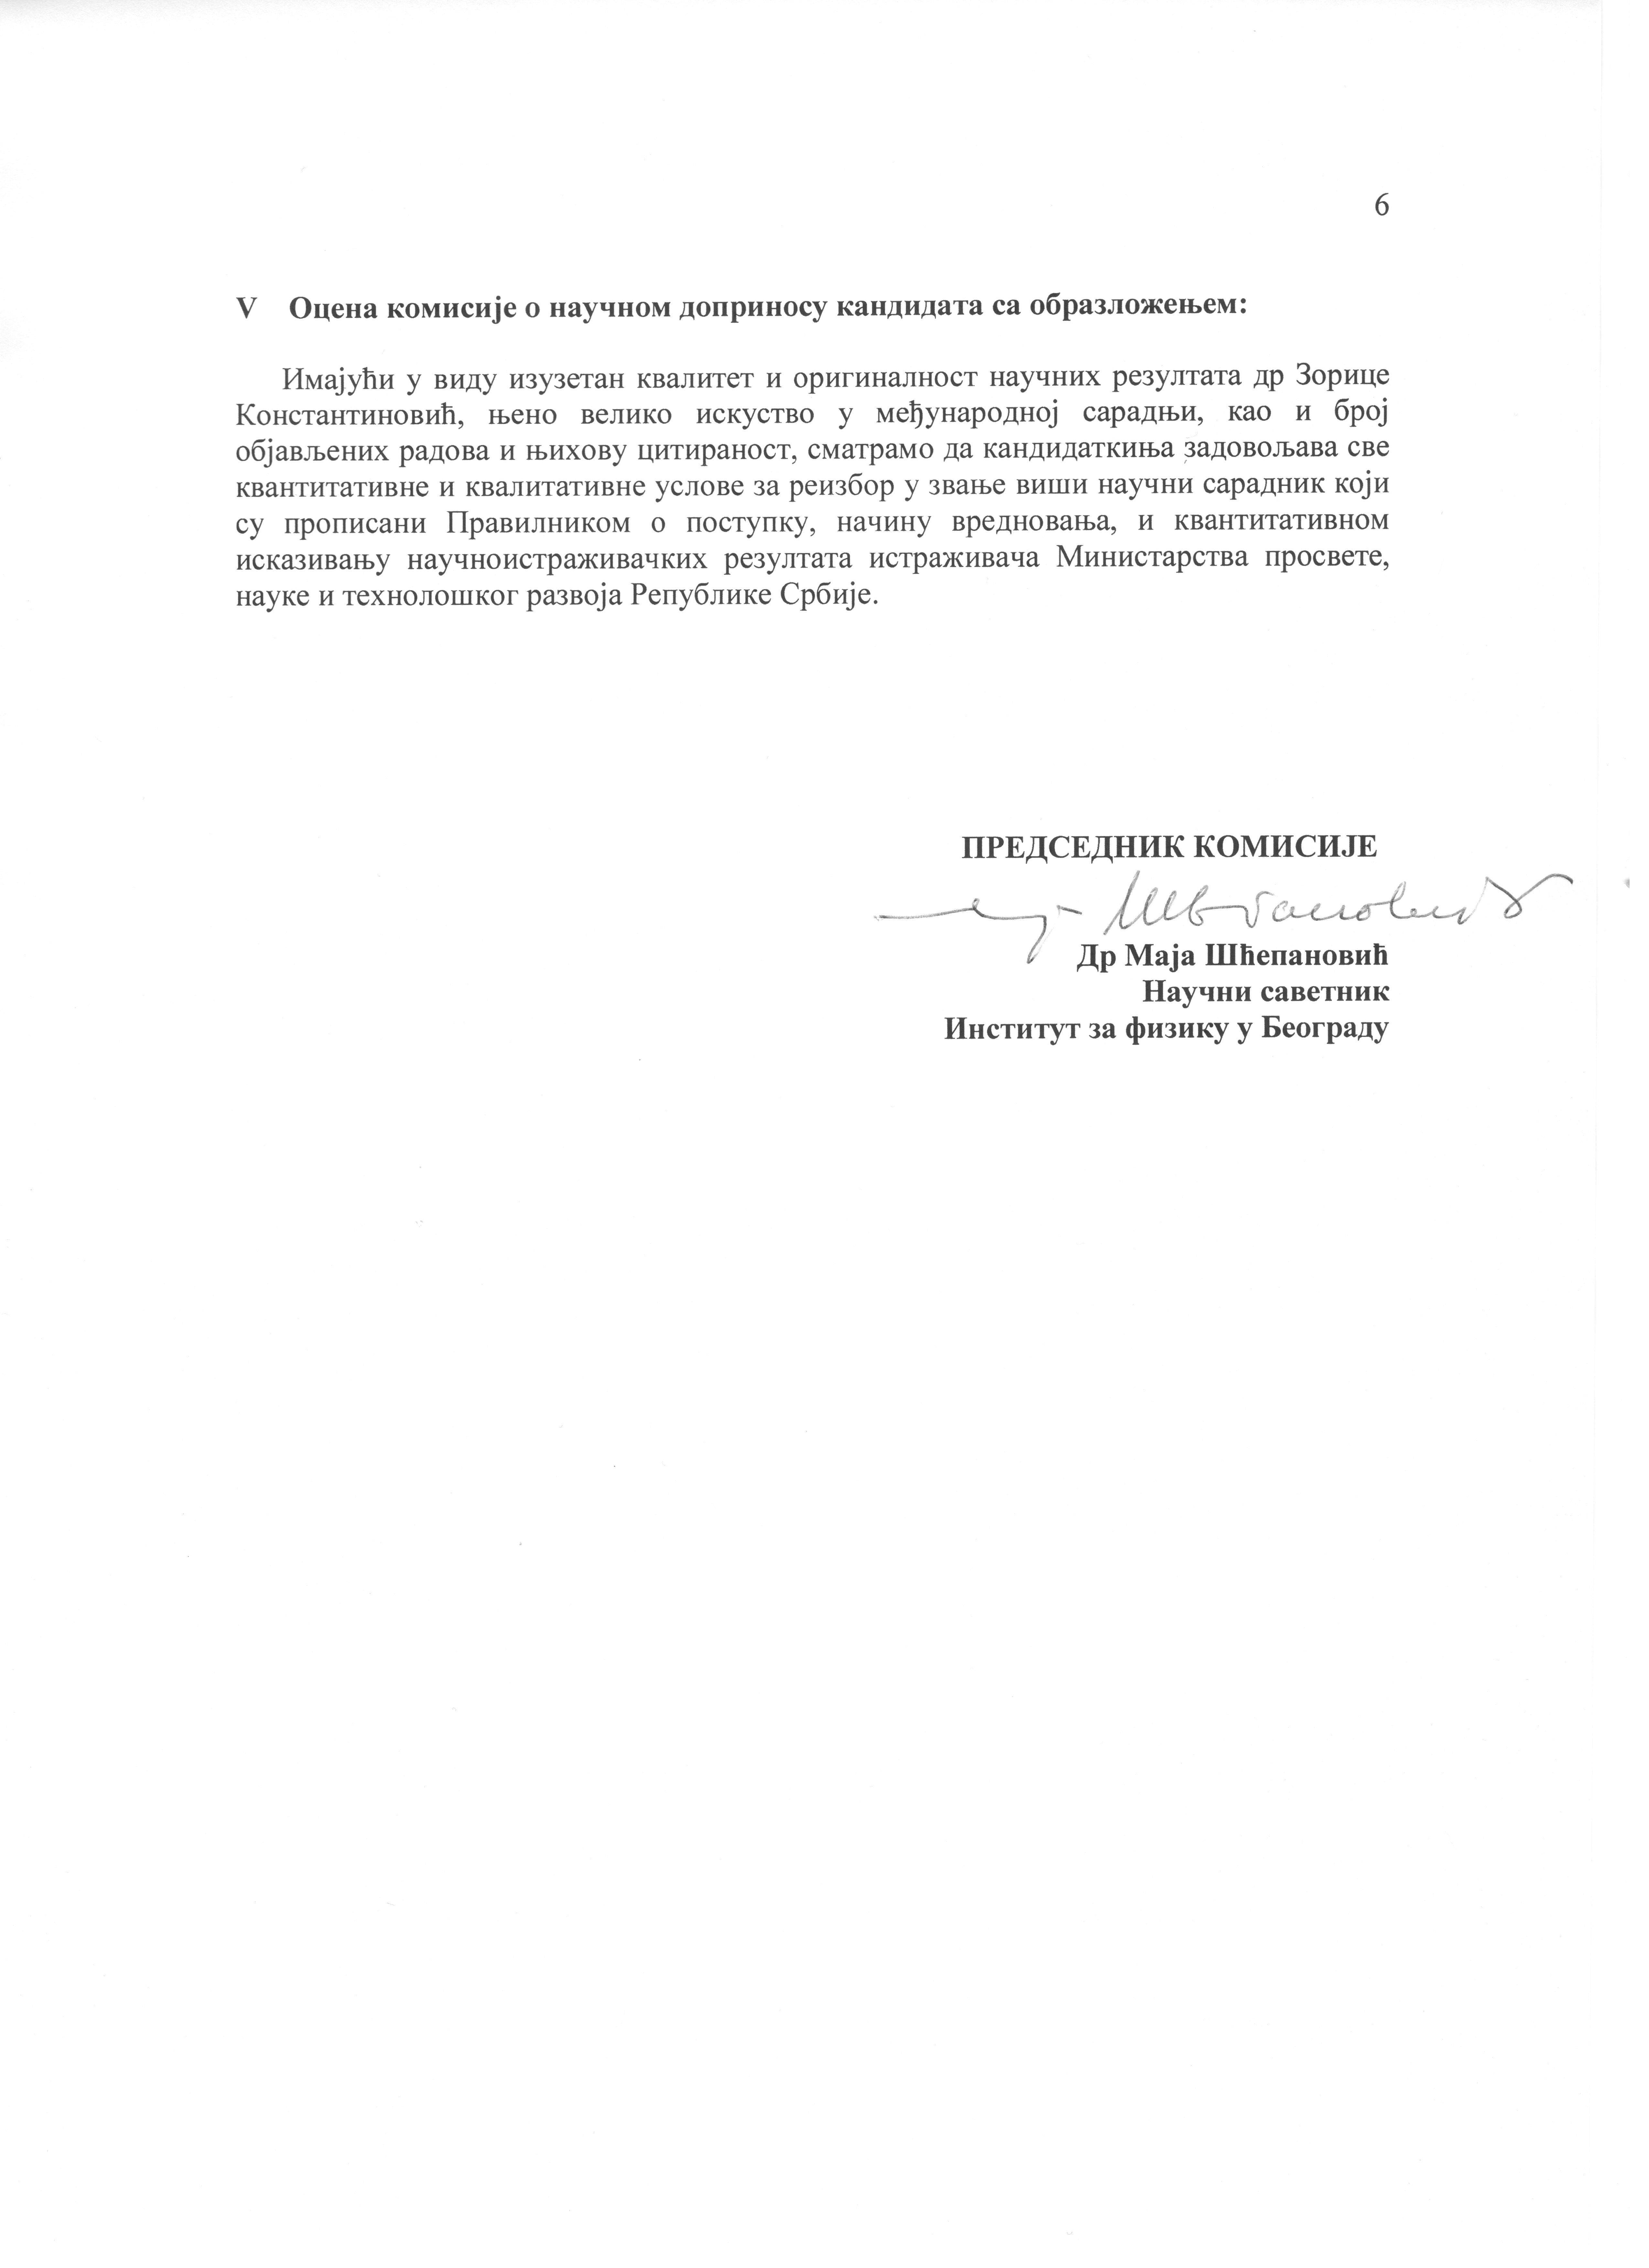 6
V Оцена комисије о научном доприносу кандидата са образложењем:
Имајући у виду изузетан квалитет и оригиналност научних резултата др Зорице
Константиновић, њено велико искуство у међународној сарадњи, као и број
објављених радова и њихову цитираност, сматрамо да кандидаткиња задовољава све
квантитативне и квалитативне услове за реизбор у звање виши научни сарадник који
су прописани Правилником о поступку, начину вредновања, и квантитативном
исказивању научноистраживачких резултата истраживача Министарства просвете,
науке и технолошког развоја Републике Србије.
ПРЕДСЕДНИК КОМИСИЈЕ
Др Маја Шћепановић
Научни саветник
Институт за физику у Београду